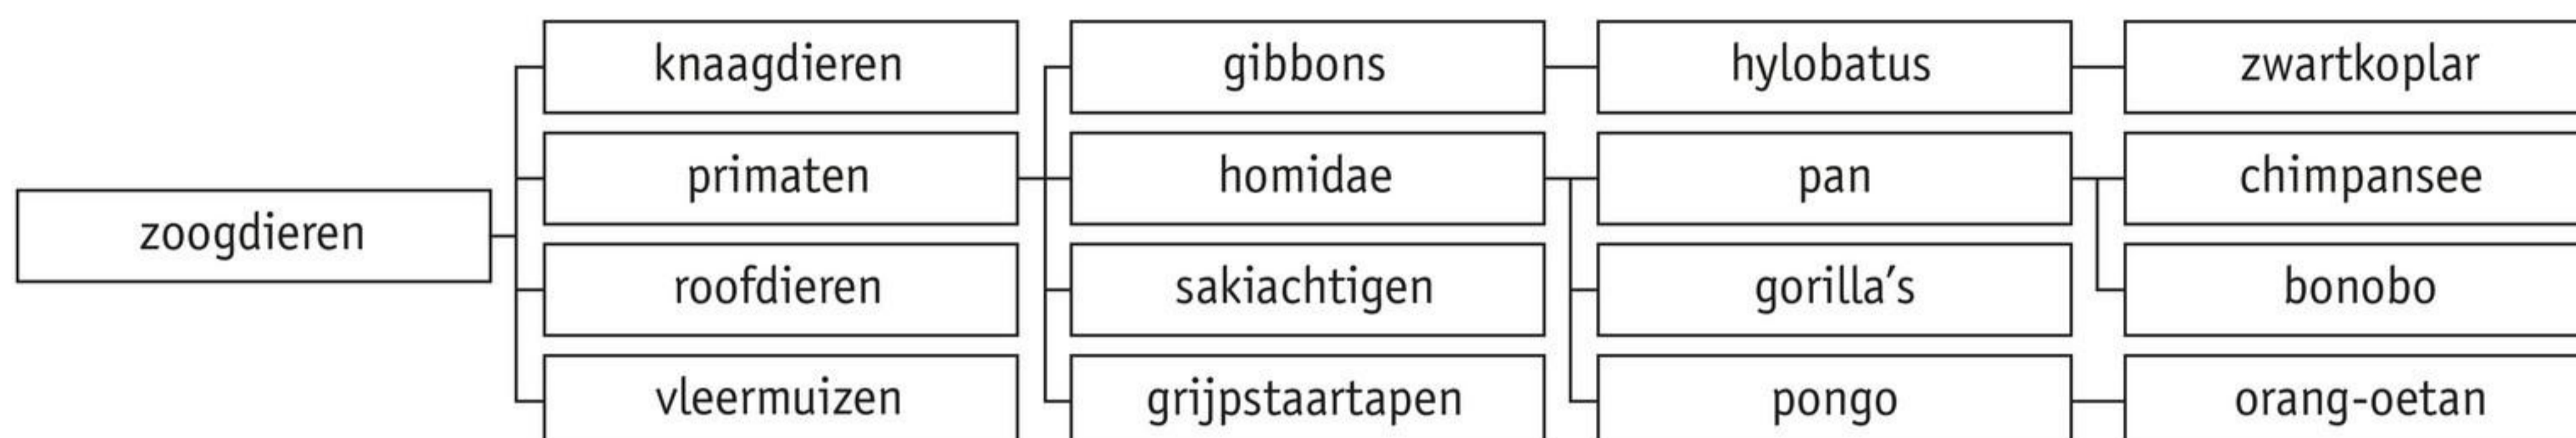 knaagdieren
gibbons
hylobatus
zwartkoplar
primaten
homidae
pan
chimpansee
zoogdieren
roofdieren
sakiachtigen
gorilla’s
bonobo
vleermuizen
grijpstaartapen
pongo
orang-oetan